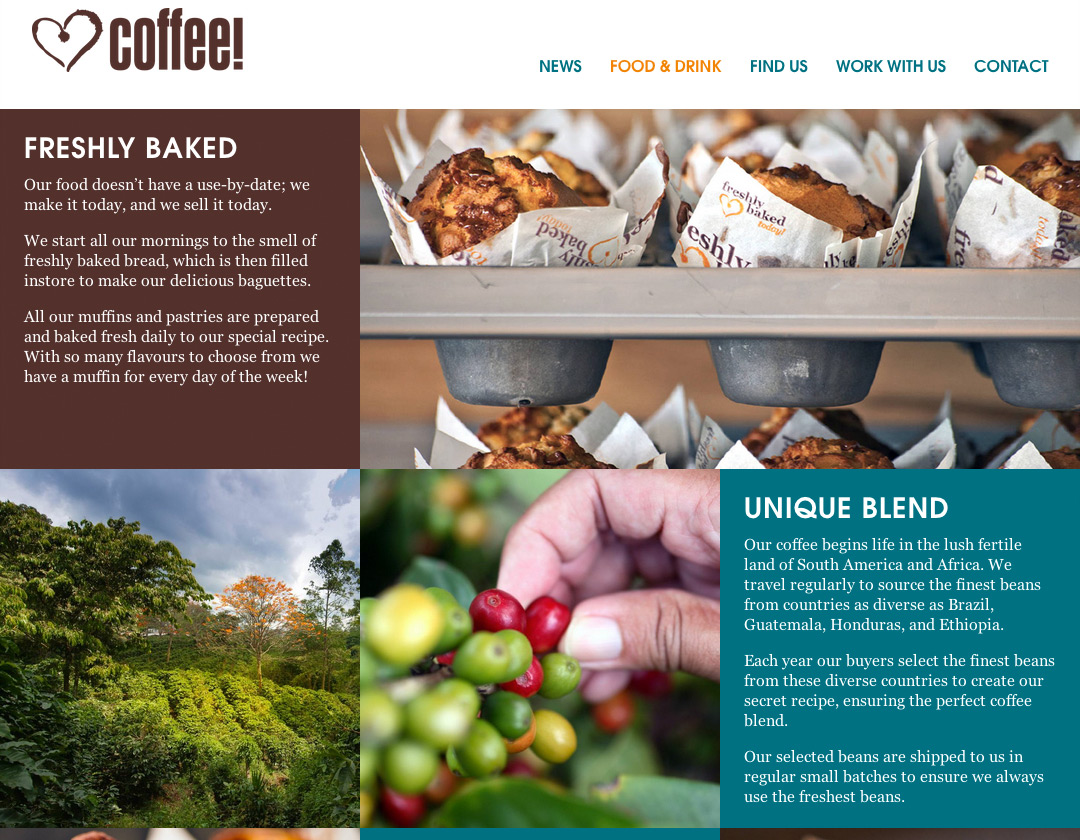 coffee!
NEWS FOOD & DRINK FIND US WORK WITH US CONTACT
FRESHLY BAKED
Our food doesn’t have a use-by-date; we
make it today, and we sell it today.
We start all our mornings to the smell of
freshly baked bread, which is then filled
instore to make our delicious baguettes.
All our muffins and pastries are prepared
and baked fresh daily to our special recipe.
With so many flavours to choose from we
have a muffin for every day of the week!
freshly
baked
today!
eshly
UNIQUE BLEND
Our coffee begins life in the lush fertile
land of South America and Africa. We
travel regularly to source the finest beans
from countries as diverse as Brazil,
Guatemala, Honduras, and Ethiopia.
Each year our buyers select the finest beans
from these diverse countries to create our
secret recipe, ensuring the perfect coffee
blend.
Our selected beans are shipped to us in
regular small batches to ensure we always
use the freshest beans.